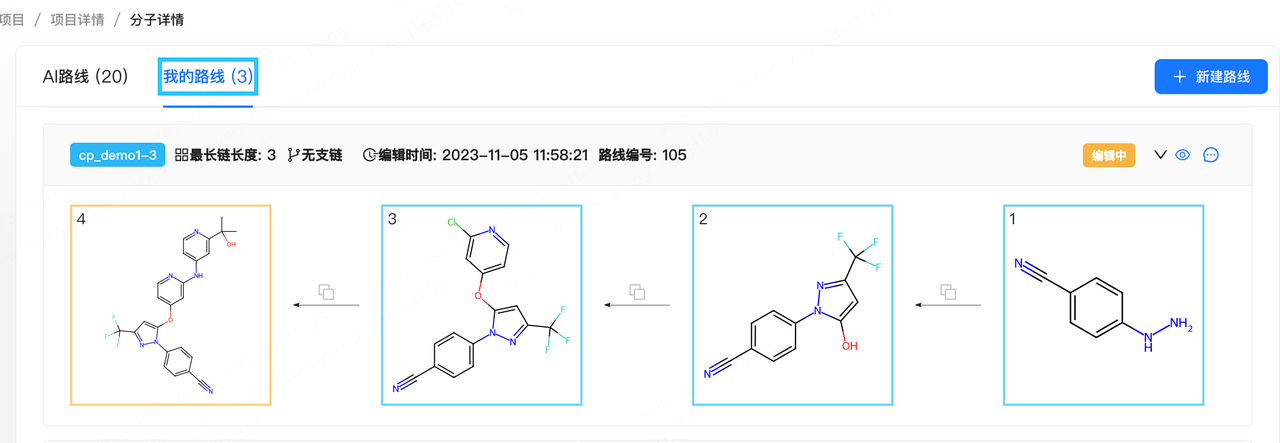 项目 / 项目详情 / 分子详情
AI路线 (20) 我的路线 (3) + 新建路线
cp_demo1-3 最长链长度: 3 无支链 编辑时间: 2023-11-05 11:58:21 路线编号: 105 编辑中
4 3 2 1
N OH
NH
N
O
F F F
N N
N
Cl N
O
F F F
N N
N
F F F
N N
OH
N
N
NH₂
N H